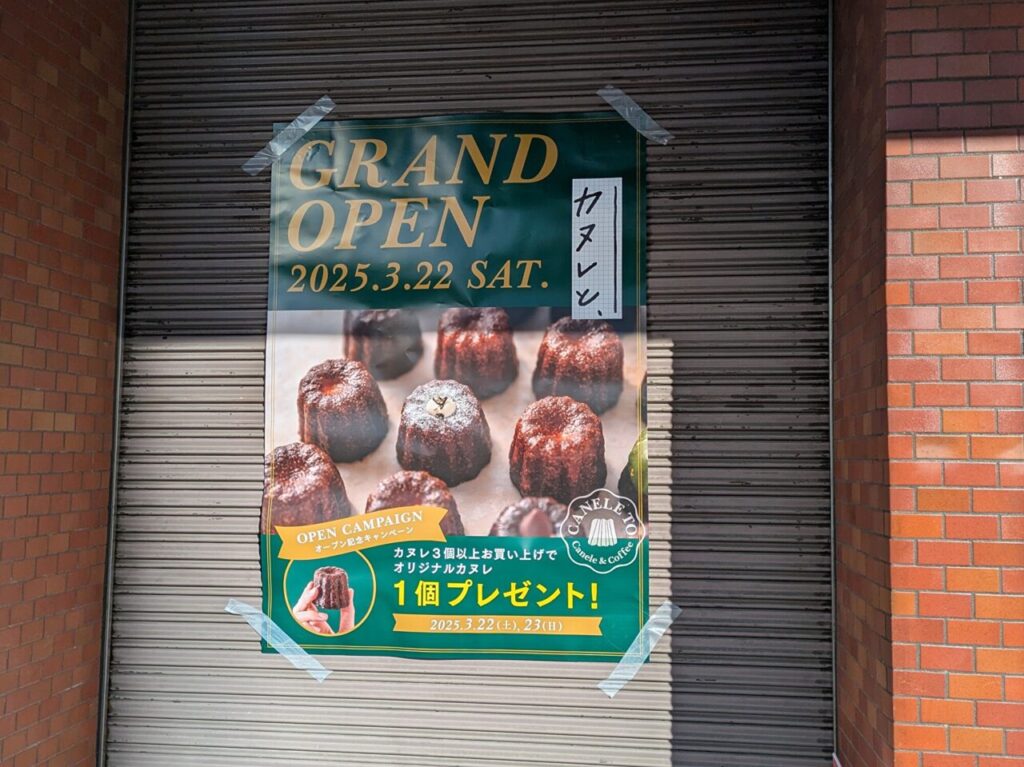 GRAND
OPEN
2025.3.22 SAT.
カヌレと、
CANELE TO
Canele & Coffee
OPEN CAMPAIGN
オープン記念キャンペーン
カヌレ3個以上お買い上げで
オリジナルカヌレ
1個プレゼント!
2025.3.22(土), 23(日)